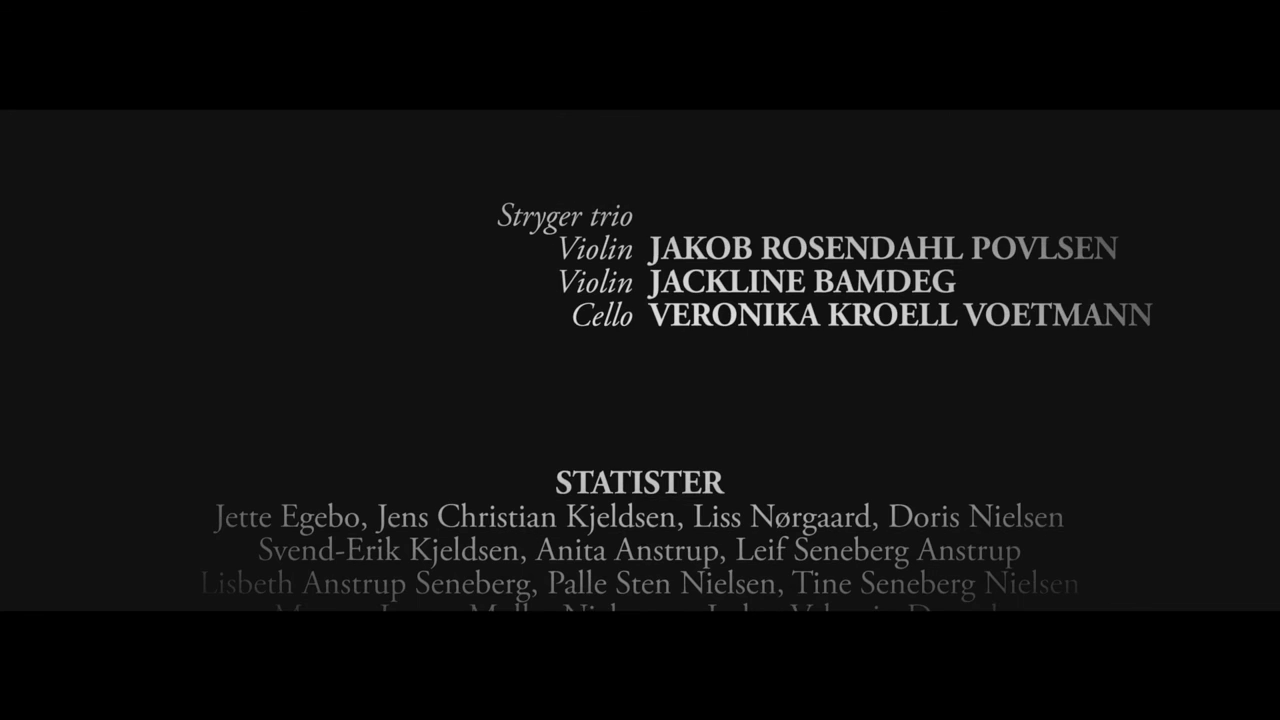 Stryger trio
Violin JAKOB ROSENDAHL POVLSEN
Violin JACKLINE BAMDEG
Cello VERONIKA KROELL VOETMANN
STATISTER
Jette Egebo, Jens Christian Kjeldsen, Liss Nørgaard, Doris Nielsen
Svend-Erik Kjeldsen, Anita Anstrup, Leif Seneberg Anstrup
Lisbeth Anstrup Seneberg, Palle Sten Nielsen, Tine Seneberg Nielsen